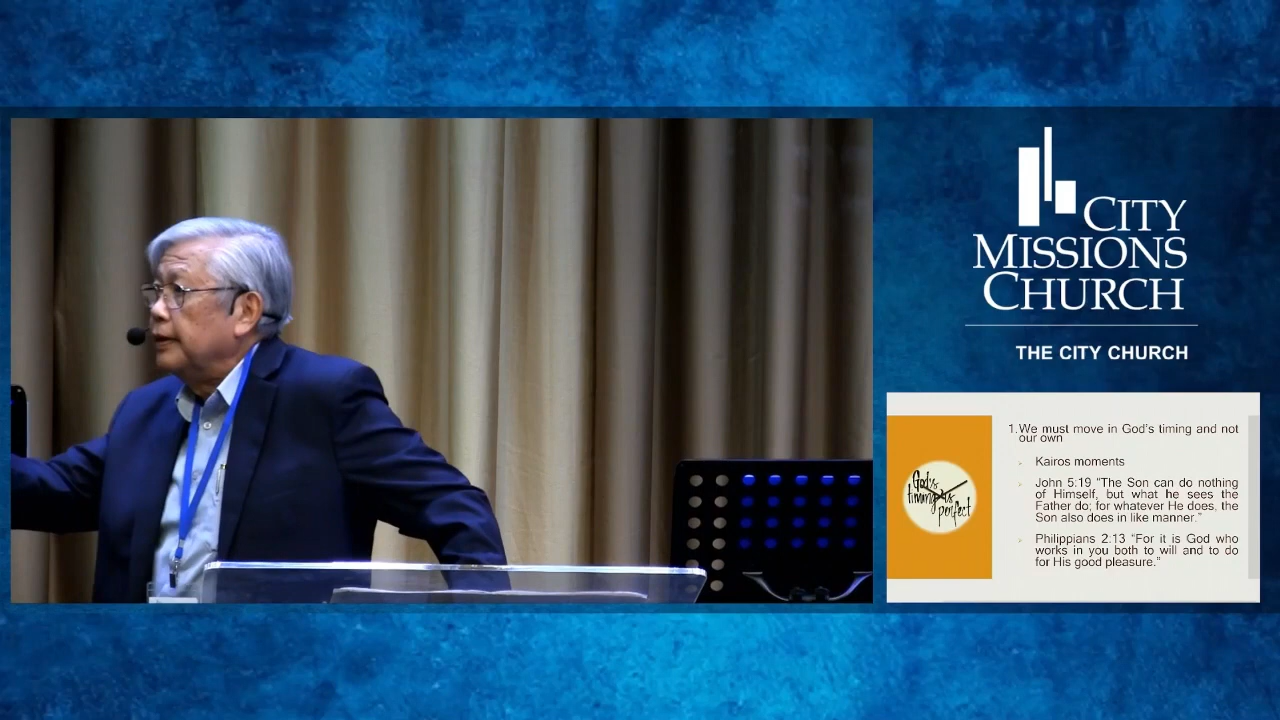 CITY
MISSIONS
CHURCH
THE CITY CHURCH
God's
timing is
perfect
1.We must move in God's timing and not
our own
Kairos moments
John 5:19 “The Son can do nothing
of Himself, but what he sees the
Father do; for whatever He does, the
Son also does in like manner.”
Philippians 2:13 “For it is God who
works in you both to will and to do
for His good pleasure.”